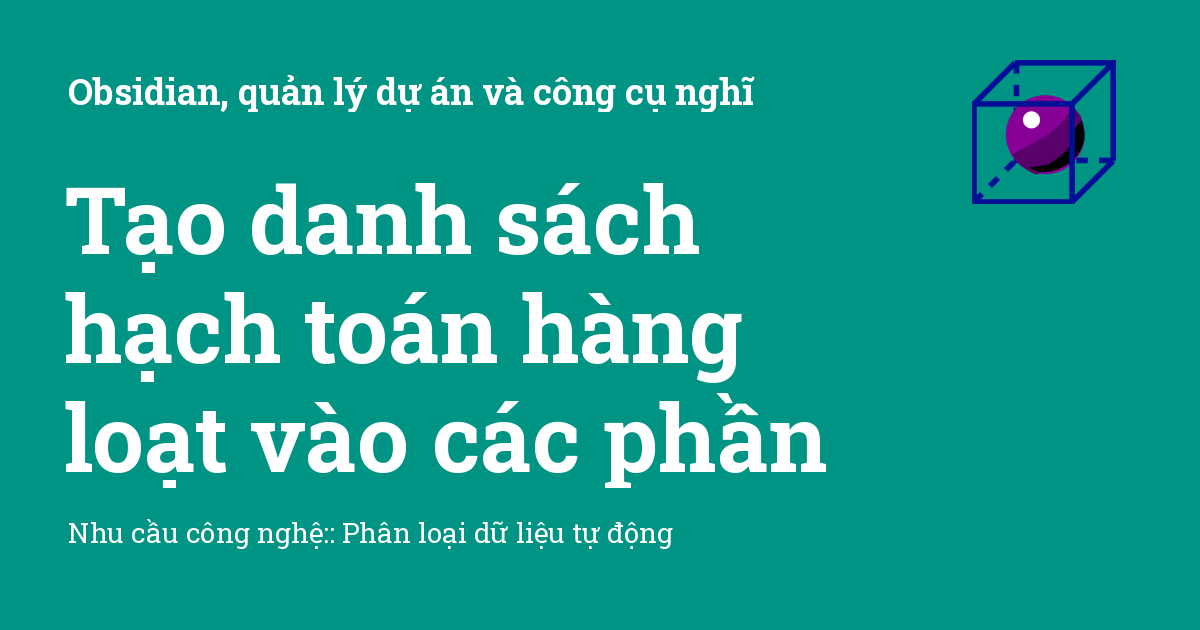 Obsidian, quản lý dự án và công cụ nghĩ
Tạo danh sách
hạch toán hàng
loạt vào các phần
Nhu cầu công nghệ:: Phân loại dữ liệu tự động